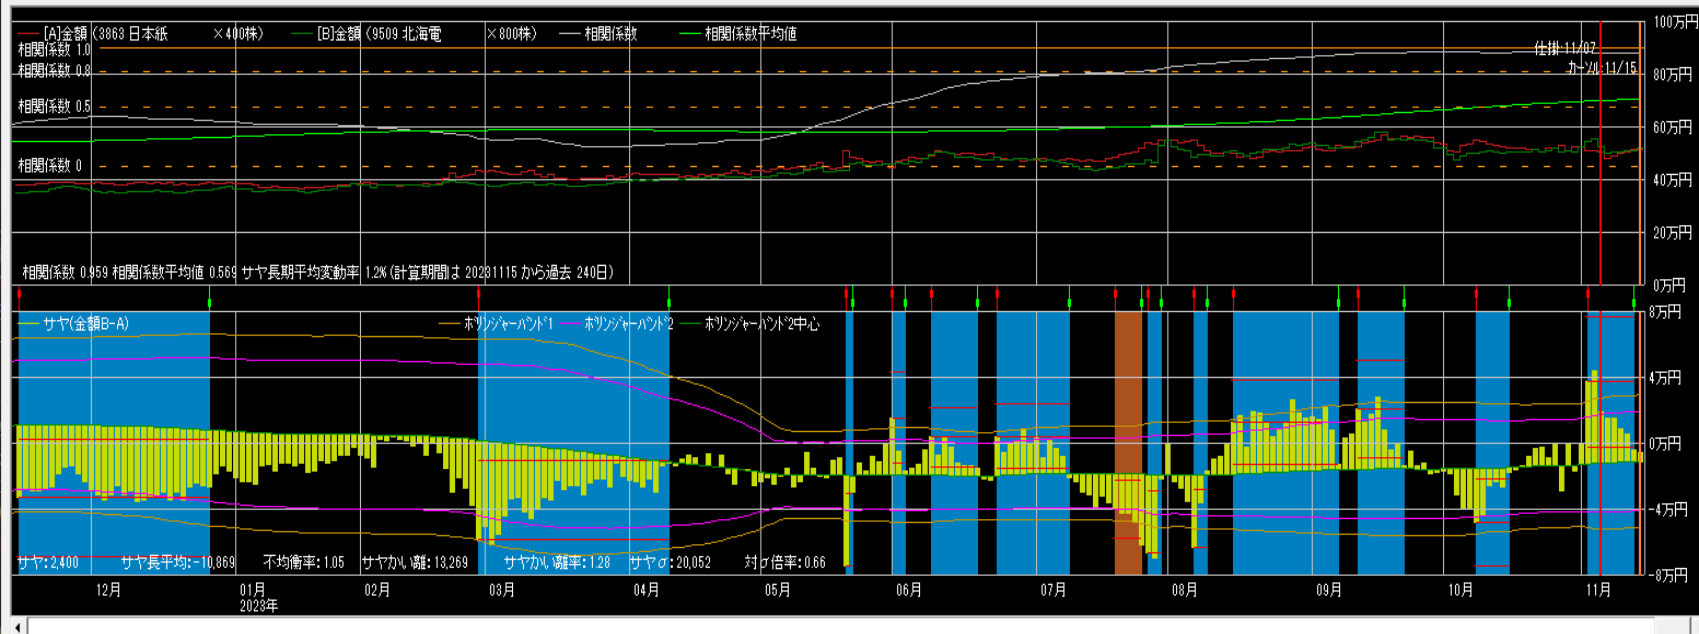 [A]金額 (3863 日本紙 ×400株) [B]金額 (9509 北海電 ×800株) 相関係数 相関係数平均値
100万円
相関係数 1.0
仕掛:11/07
相関係数 0.8
カーソル:11/15
80万円
相関係数 0.5
60万円
相関係数 0
40万円
20万円
相関係数 0.959 相関係数平均値 0.569 サヤ長期平均変動率 1.2% (計算期間は 20231115 から過去 240日)
0万円
8万円
サヤ(金額B-A) ボリンジャーバンド1 ボリンジャーバンド2 ボリンジャーバンド2中心
4万円
0万円
-4万円
サヤ:2,400 サヤ長平均:-10,869 不均衡率:1.05 サヤかい離:13,269 サヤかい離率:1.28 サヤσ:20,052 対σ倍率:0.66
-8万円
12月 01月 02月 03月 04月 05月 06月 07月 08月 09月 10月 11月
2023年